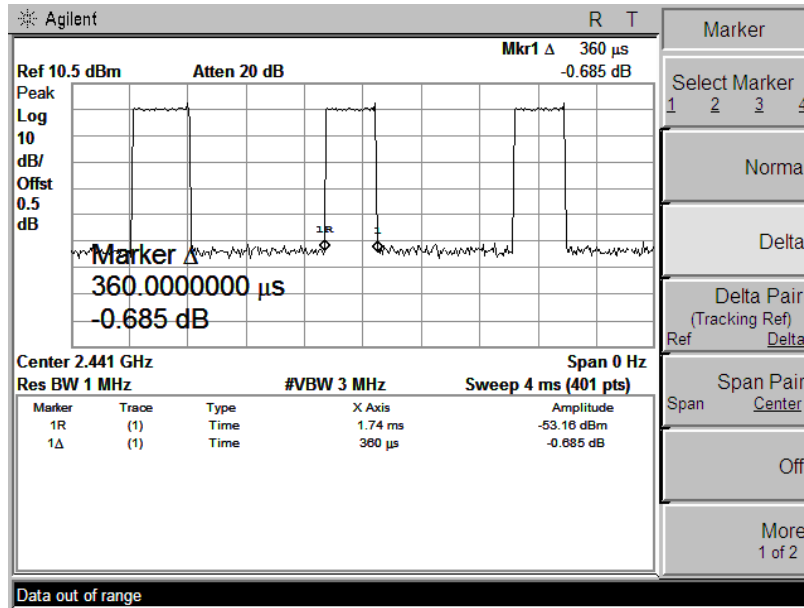 Agilent R T
Mkr1 Δ 360 μs
Ref 10.5 dBm Atten 20 dB -0.685 dB
Peak
Log
10
dB/
Offst
0.5
dB
1R 1
Marker Δ
360.0000000 μs
-0.685 dB
Center 2.441 GHz Span 0 Hz
Res BW 1 MHz #VBW 3 MHz Sweep 4 ms (401 pts)
Marker Trace Type X Axis Amplitude
1R (1) Time 1.74 ms -53.16 dBm
1Δ (1) Time 360 μs -0.685 dB
Marker
Select Marker
1 2 3 4
Norma
Delta
Delta Pair
(Tracking Ref)
Ref Delta
Span Pair
Span Center
Off
More
1 of 2
Data out of range